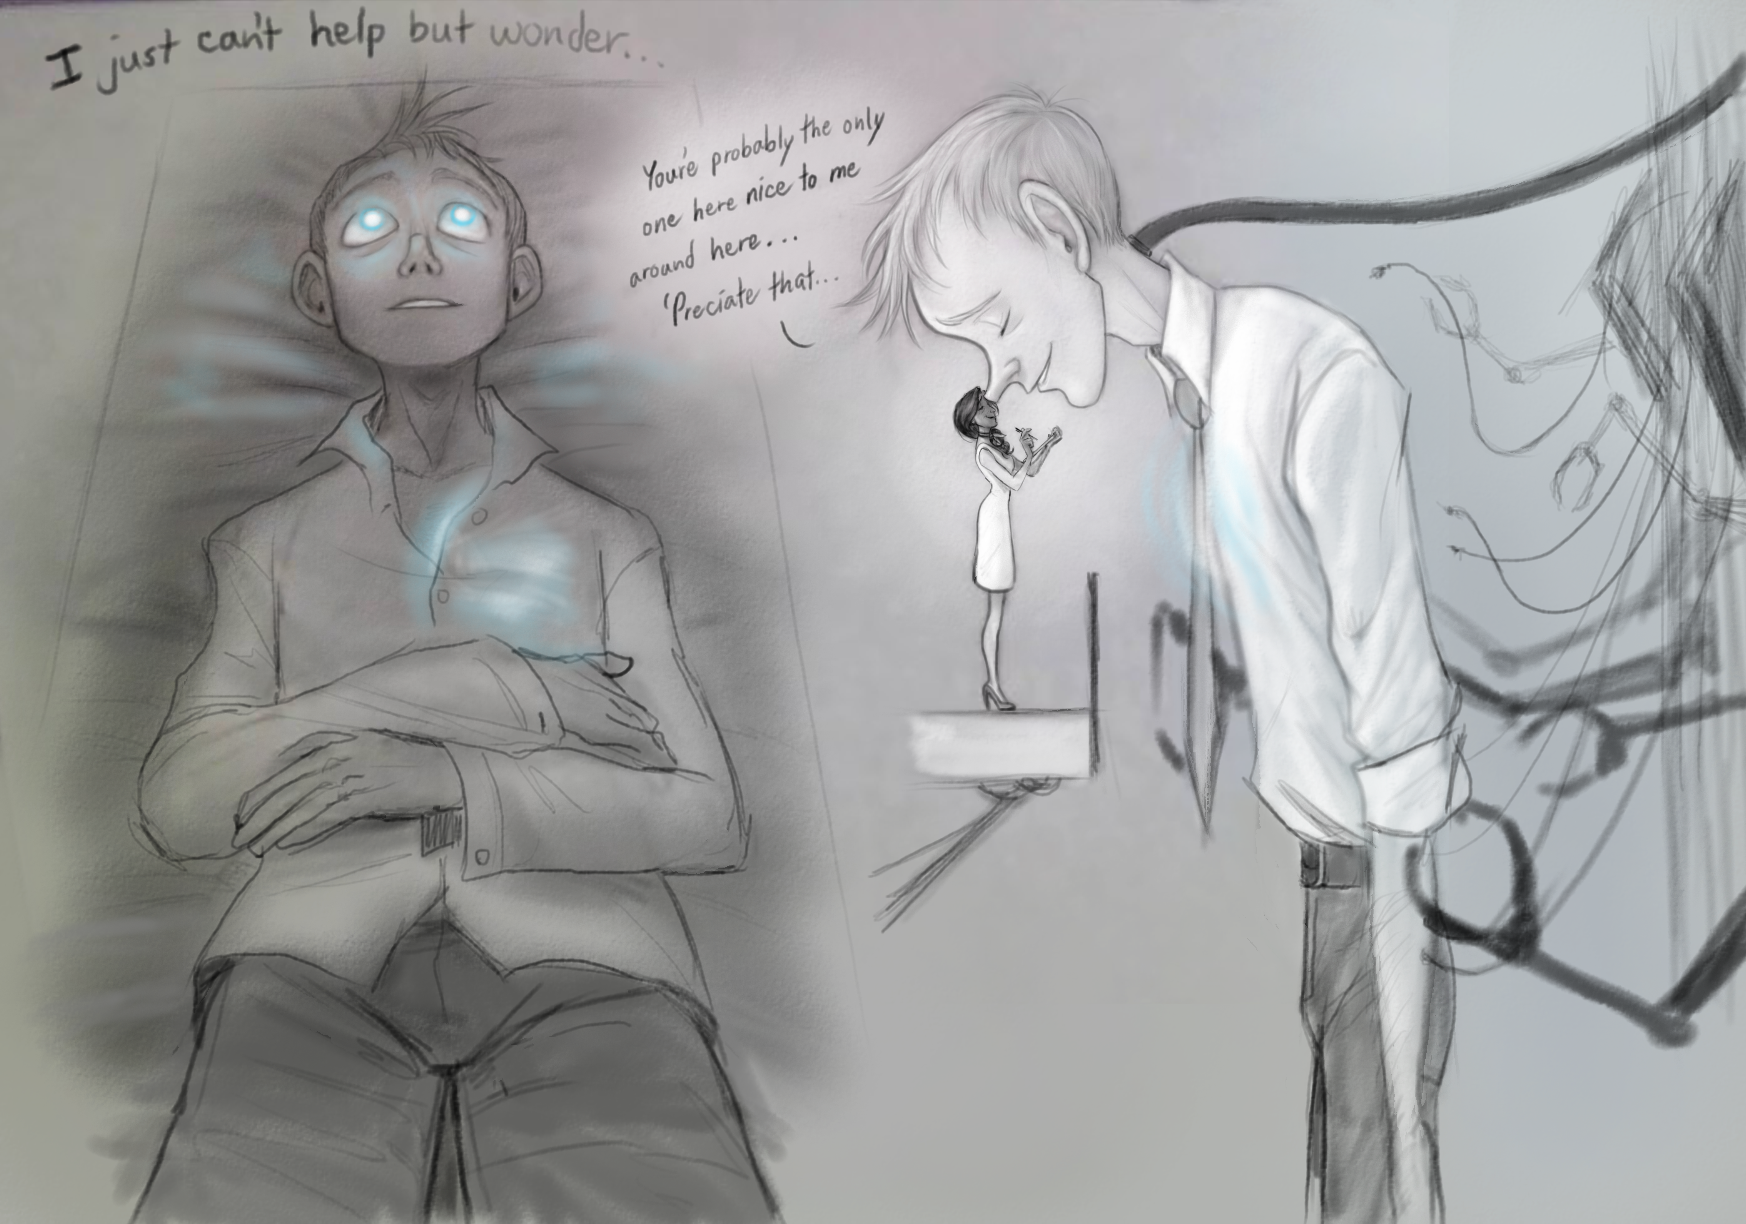 I just can't help but wonder...
You're probably the only
one here nice to me
around here...
'Preciate that...